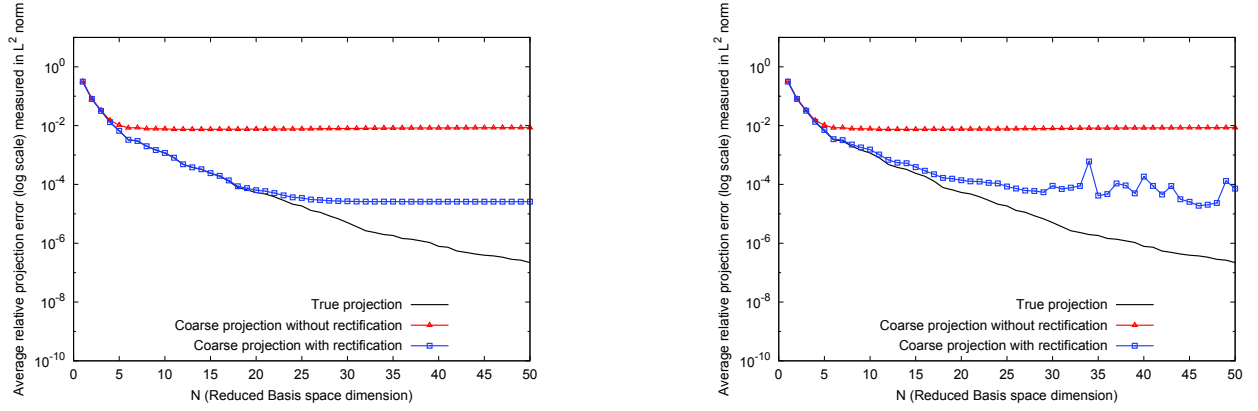 Average relative projection error (log scale) measured in L² norm
10⁰
10⁻²
10⁻⁴
10⁻⁶
10⁻⁸
10⁻¹⁰
True projection
Coarse projection without rectification
Coarse projection with rectification
0 5 10 15 20 25 30 35 40 45 50
N (Reduced Basis space dimension)
Average relative projection error (log scale) measured in L² norm
10⁰
10⁻²
10⁻⁴
10⁻⁶
10⁻⁸
10⁻¹⁰
True projection
Coarse projection without rectification
Coarse projection with rectification
0 5 10 15 20 25 30 35 40 45 50
N (Reduced Basis space dimension)